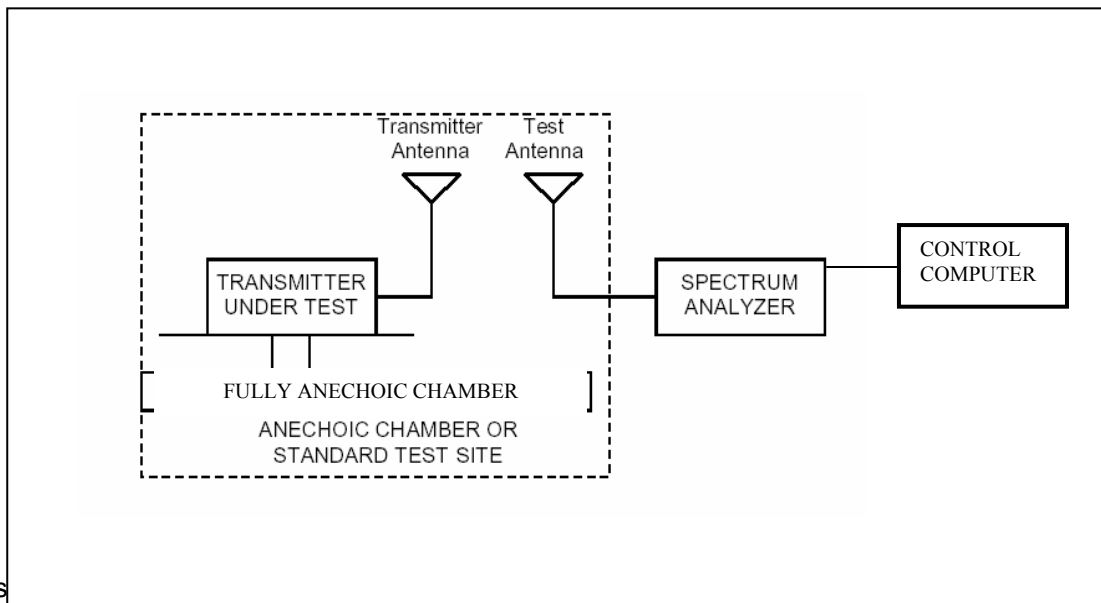 Transmitter
Antenna
Test
Antenna
TRANSMITTER
UNDER TEST
SPECTRUM
ANALYZER
CONTROL
COMPUTER
FULLY ANECHOIC CHAMBER
ANECHOIC CHAMBER OR
STANDARD TEST SITE
s